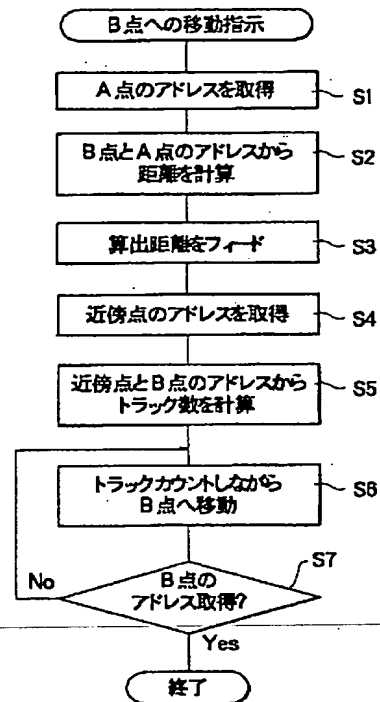 B点への移動指示
A点のアドレスを取得
S1
B点とA点のアドレスから
距離を計算
S2
算出距離をフィード
S3
近傍点のアドレスを取得
S4
近傍点とB点のアドレスから
トラック数を計算
S5
トラックカウントしながら
B点へ移動
S6
B点の
アドレス取得?
S7
No
Yes
終了